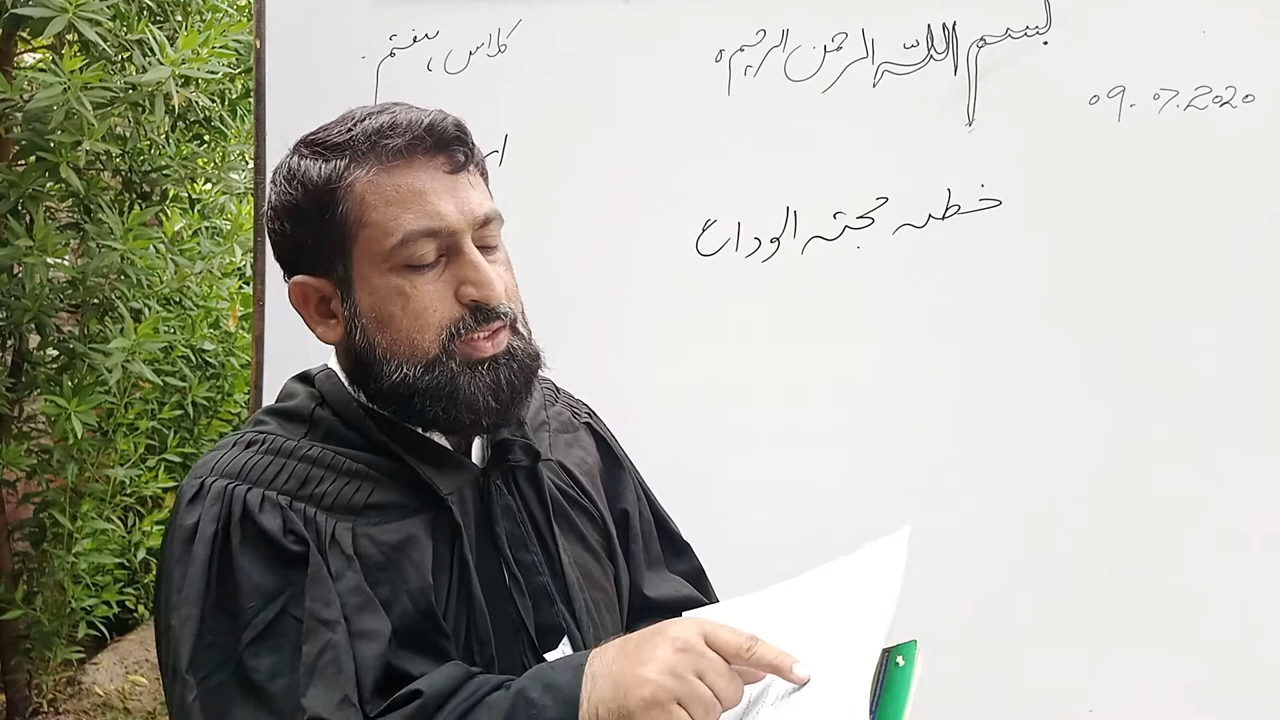 بسم اللہ الرحمن الرحیم ہ
کلاس ہفتم
09.07.2020
خطبہ حجتہ الوداع